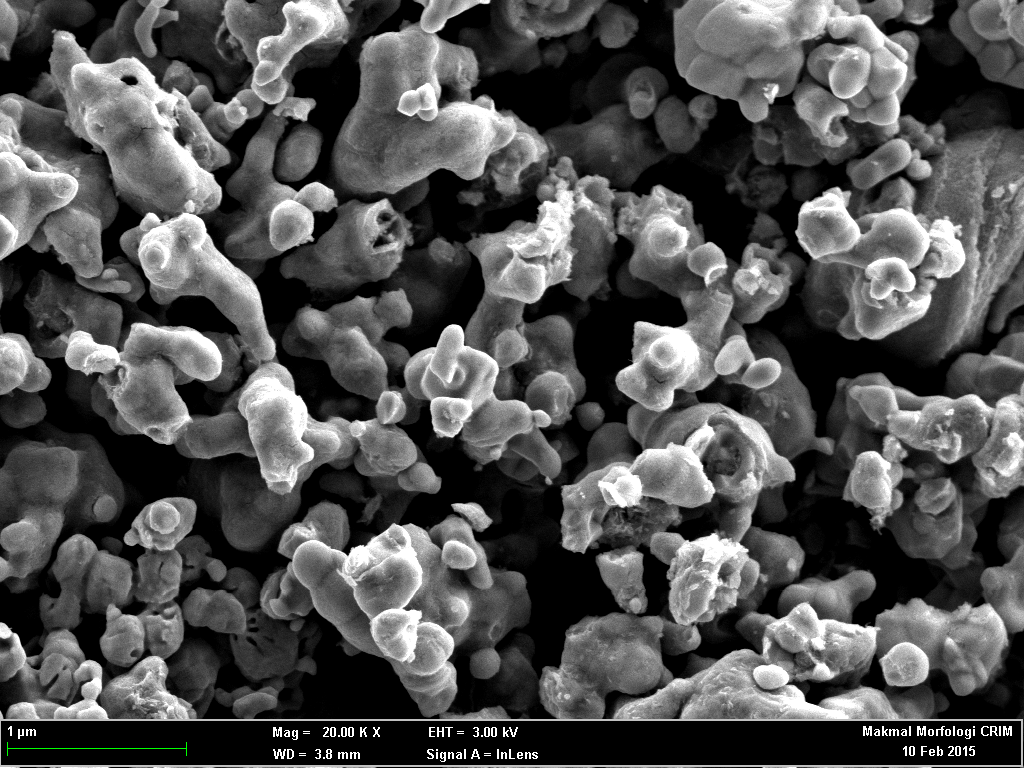 1 µm
Mag = 20.00 K X EHT = 3.00 kV Makmal Morfologi CRIM
WD = 3.8 mm Signal A = InLens 10 Feb 2015